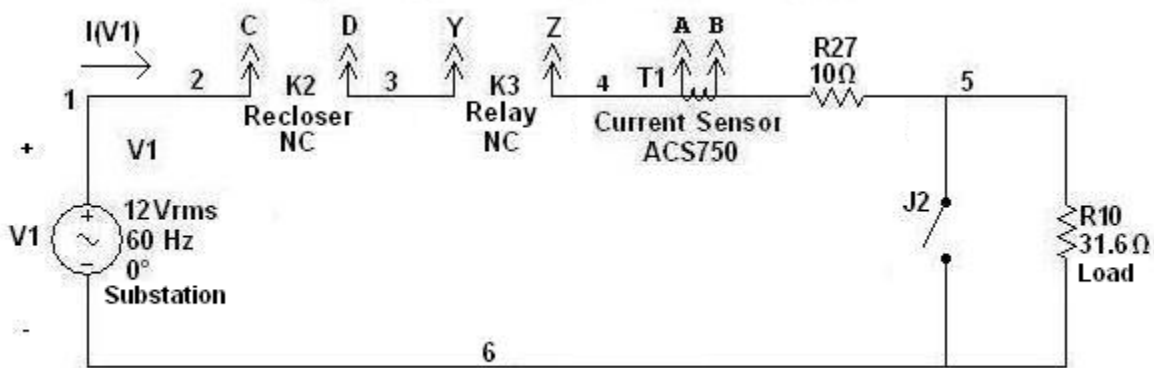 I(V1)
C
D
Y
Z
A
B
1
2
K2
Recloser
NC
3
K3
Relay
NC
4
T1
Current Sensor
ACS750
R27
10Ω
5
+
V1
V1
+
12Vrms
60 Hz
0°
Substation
-
J2
R10
31.6Ω
Load
-
6